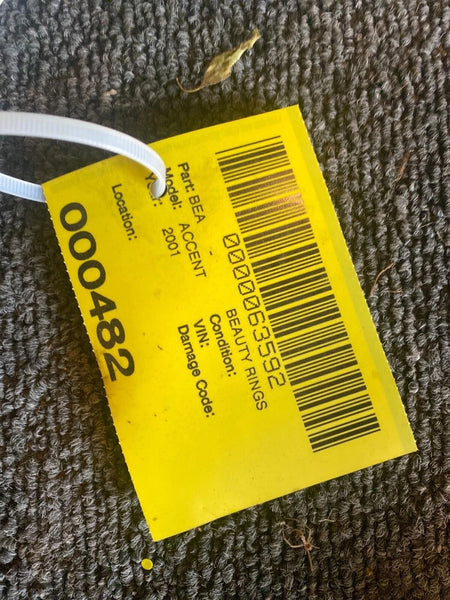 0000063592
Part: BEA BEAUTY RINGS
Model: ACCENT Condition:
2001 VIN:
Location: Damage Code:
000482